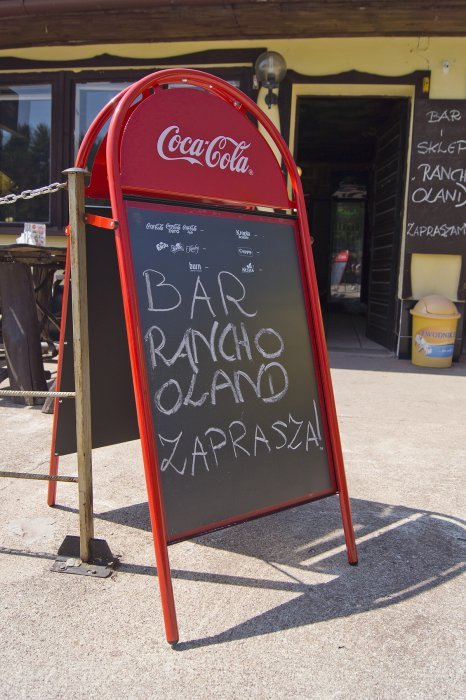 Coca-Cola
BAR
RANCHO
OLAND
ZAPRASZA!
BAR
I
SKLEP
"RANCHO
OLAND"
ZAPRASZAM